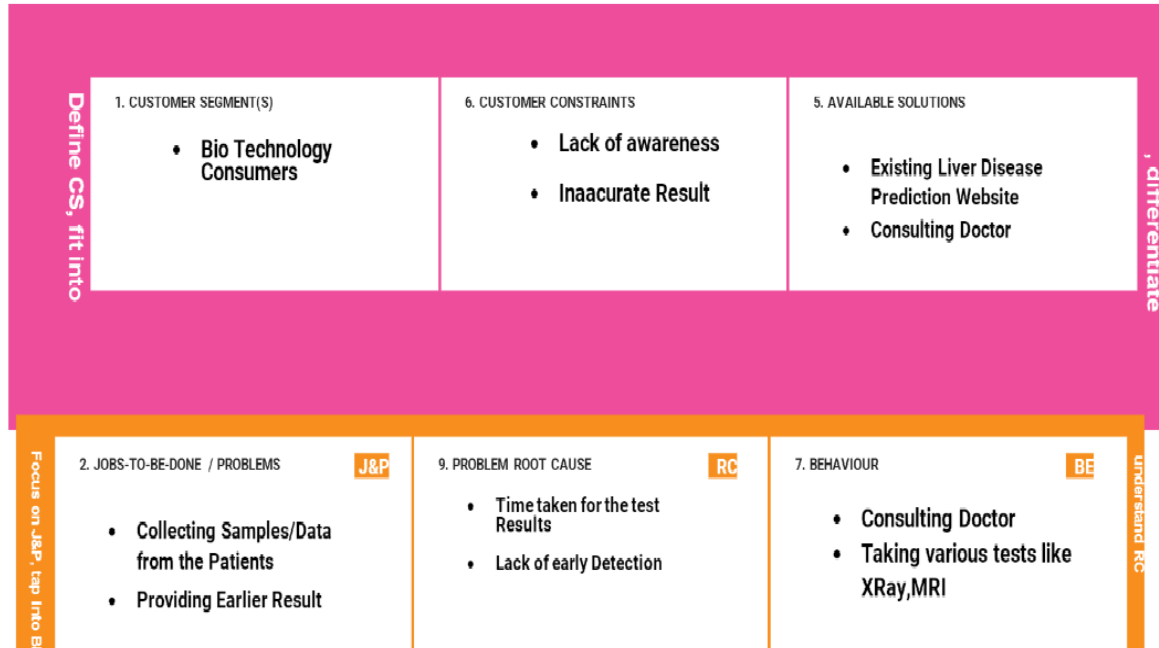 Define CS, fit into
1. CUSTOMER SEGMENT(S)
• Bio Technology
Consumers
6. CUSTOMER CONSTRAINTS
• Lack of awareness
• Inaacurate Result
5. AVAILABLE SOLUTIONS
• Existing Liver Disease
Prediction Website
• Consulting Doctor
, differentiate
Focus on J&P, tap into B
2. JOBS-TO-BE-DONE / PROBLEMS
J&P
• Collecting Samples/Data
from the Patients
• Providing Earlier Result
9. PROBLEM ROOT CAUSE
RC
• Time taken for the test
Results
• Lack of early Detection
7. BEHAVIOUR
BE
• Consulting Doctor
• Taking various tests like
XRay,MRI
understand RC